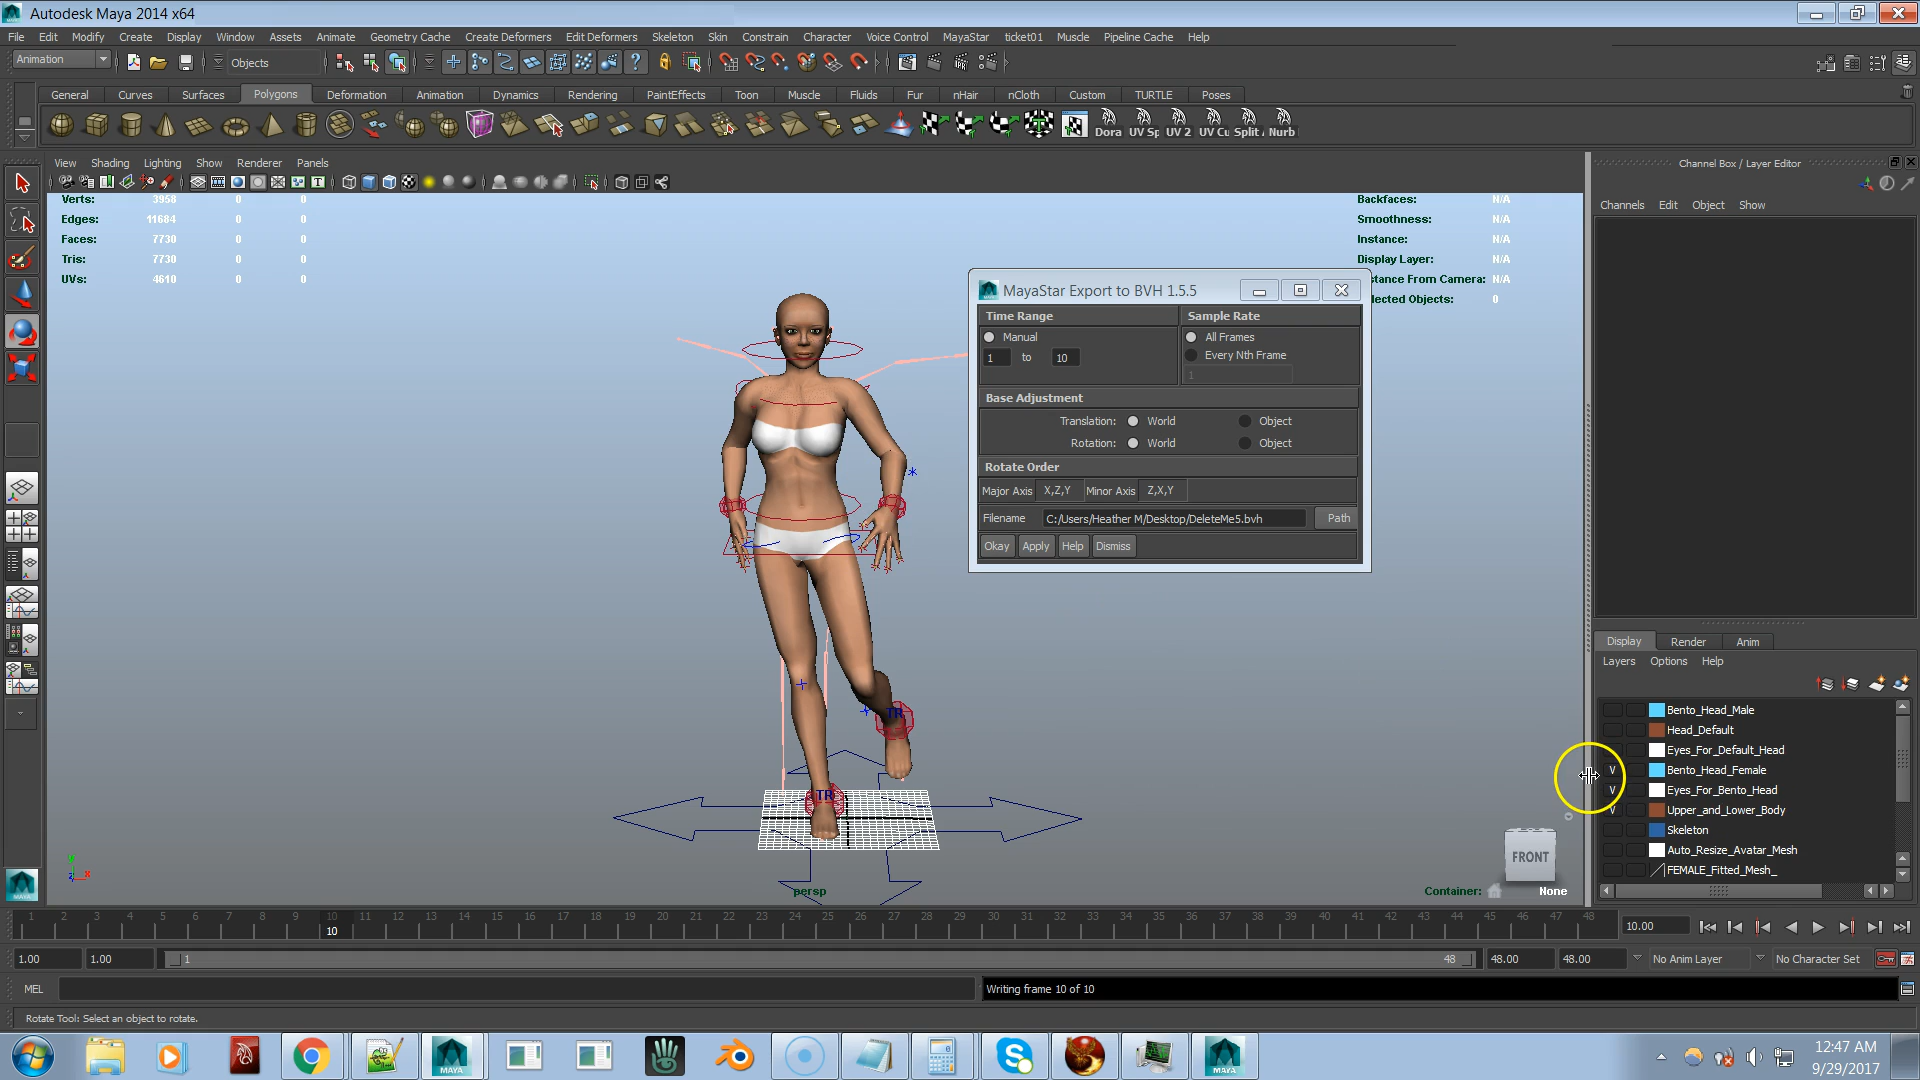 Autodesk Maya 2014 x64
File Edit Modify Create Display Window Assets Animate Geometry Cache Create Deformers Edit Deformers Skeleton Skin Constrain Character Voice Control MayaStar ticket01 Muscle Pipeline Cache Help
Animation Objects
General Curves Surfaces Polygons Deformation Animation Dynamics Rendering PaintEffects Toon Muscle Fluids Fur nHair nCloth Custom TURTLE Poses
Dora UV Sp UV 2 UV Cu Split Nurb
View Shading Lighting Show Renderer Panels
Channel Box / Layer Editor
Channels Edit Object Show
Verts: 3958 0 0
Edges: 11684 0 0
Faces: 7730 0 0
Tris: 7730 0 0
UVs: 4610 0 0
Backfaces: N/A
Smoothness: N/A
Instance: N/A
Display Layer: N/A
stance From Camera: N/A
lected Objects: 0
MayaStar Export to BVH 1.5.5
Time Range Sample Rate
Manual All Frames
1 to 10 Every Nth Frame
1
Base Adjustment
Translation: World Object
Rotation: World Object
Rotate Order
Major Axis X,Z,Y Minor Axis Z,X,Y
Filename C:/Users/Heather M/Desktop/DeleteMe5.bvh Path
Okay Apply Help Dismiss
TR
TR
persp
FRONT
Container: None
Display Render Anim
Layers Options Help
Bento_Head_Male
Head_Default
Eyes_For_Default_Head
V Bento_Head_Female
V Eyes_For_Bento_Head
V Upper_and_Lower_Body
Skeleton
Auto_Resize_Avatar_Mesh
FEMALE_Fitted_Mesh_
1 2 3 4 5 6 7 8 9 10 11 12 13 14 15 16 17 18 19 20 21 22 23 24 25 26 27 28 29 30 31 32 33 34 35 36 37 38 39 40 41 42 43 44 45 46 47 48
10 10.00
1.00 1.00 1 48 48.00 48.00 No Anim Layer No Character Set
MEL Writing frame 10 of 10
Rotate Tool: Select an object to rotate.
MAYA MAYA
12:47 AM
9/29/2017